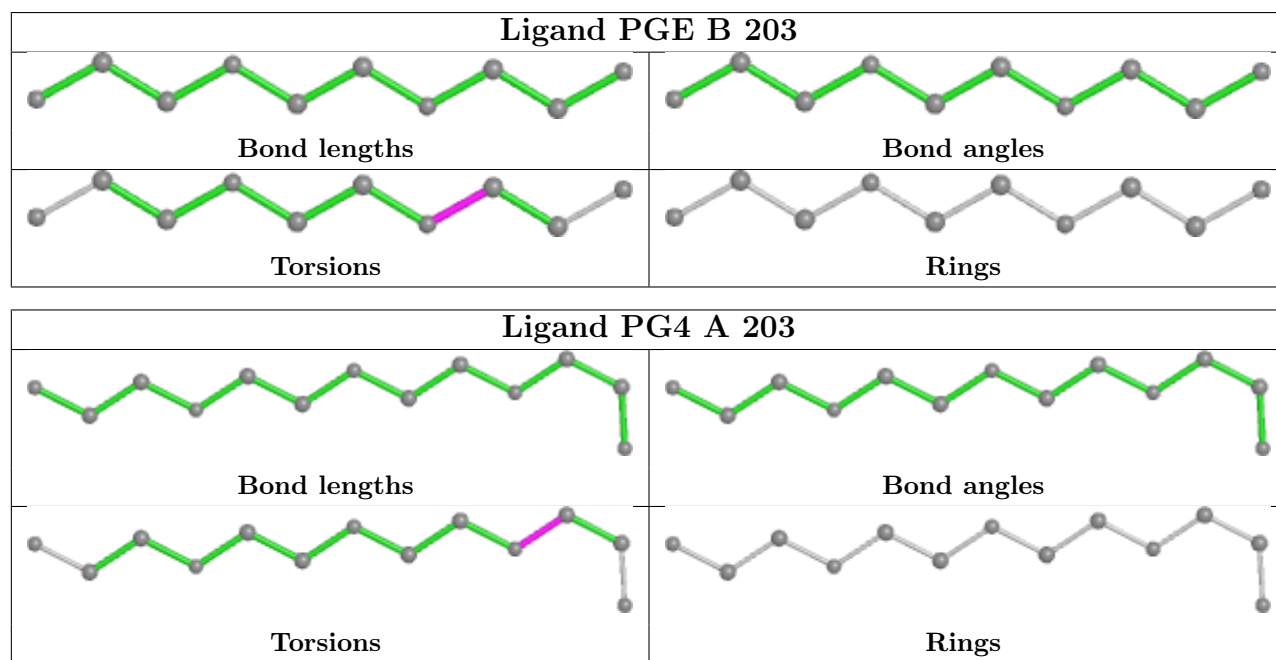 Ligand PGE B 203
Bond lengths
Bond angles
Torsions
Rings
Ligand PG4 A 203
Bond lengths
Bond angles
Torsions
Rings